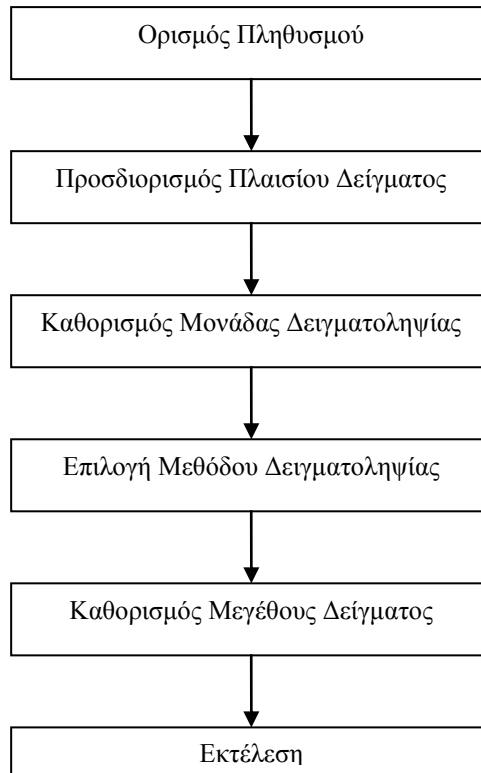 Ορισμός Πληθυσμού
Προσδιορισμός Πλαισίου Δείγματος
Καθορισμός Μονάδας Δειγματοληψίας
Επιλογή Μεθόδου Δειγματοληψίας
Καθορισμός Μεγέθους Δείγματος
Εκτέλεση